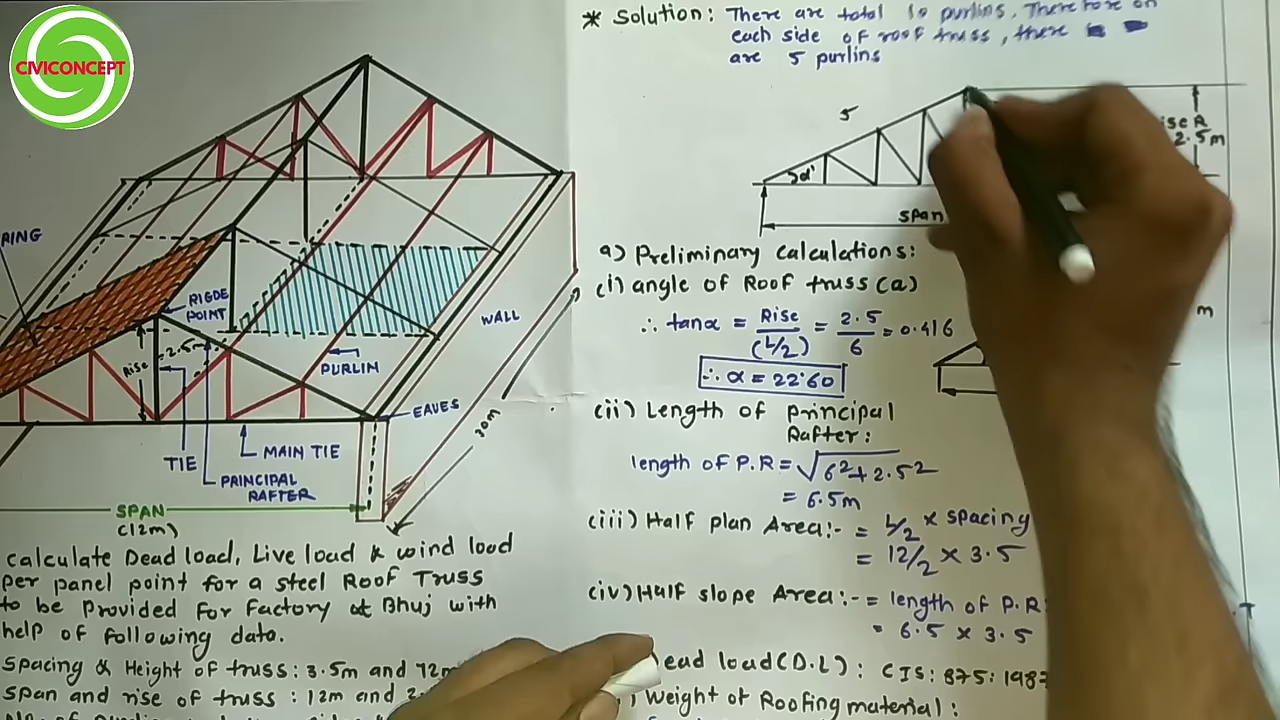 CIVICONCEPT
* Solution: There are total 10 purlins, Therefore on
each side of roof truss, there
are 5 purlins
5
α
Rise R
2.5m
span
RIGDE
POINT
WALL
Rise
2.5m
PURLIN
EAVES
30m
MAIN TIE
TIE
PRINCIPAL
RAFTER
SPAN
(12m)
a) Preliminary calculations:
(i) angle of Roof truss (a)
∴ tanα = Rise/(L/2) = 2.5/6 = 0.416
∴ α = 22.60
(ii) Length of principal
Rafter:
length of P.R = √6²+2.5²
= 6.5m
(iii) Half plan Area:- = L/2 × spacing
= 12/2 × 3.5
(iv) Half slope Area:- = length of P.R
= 6.5 × 3.5
Dead load (D.L): (IS: 875: 1987
weight of Roofing material:
m
calculate Dead load, Live load & wind load
per panel point for a steel Roof Truss
to be provided for factory at Bhuj with
help of following data.
Spacing & Height of truss: 3.5m and 12m
span and rise of truss: 12m and